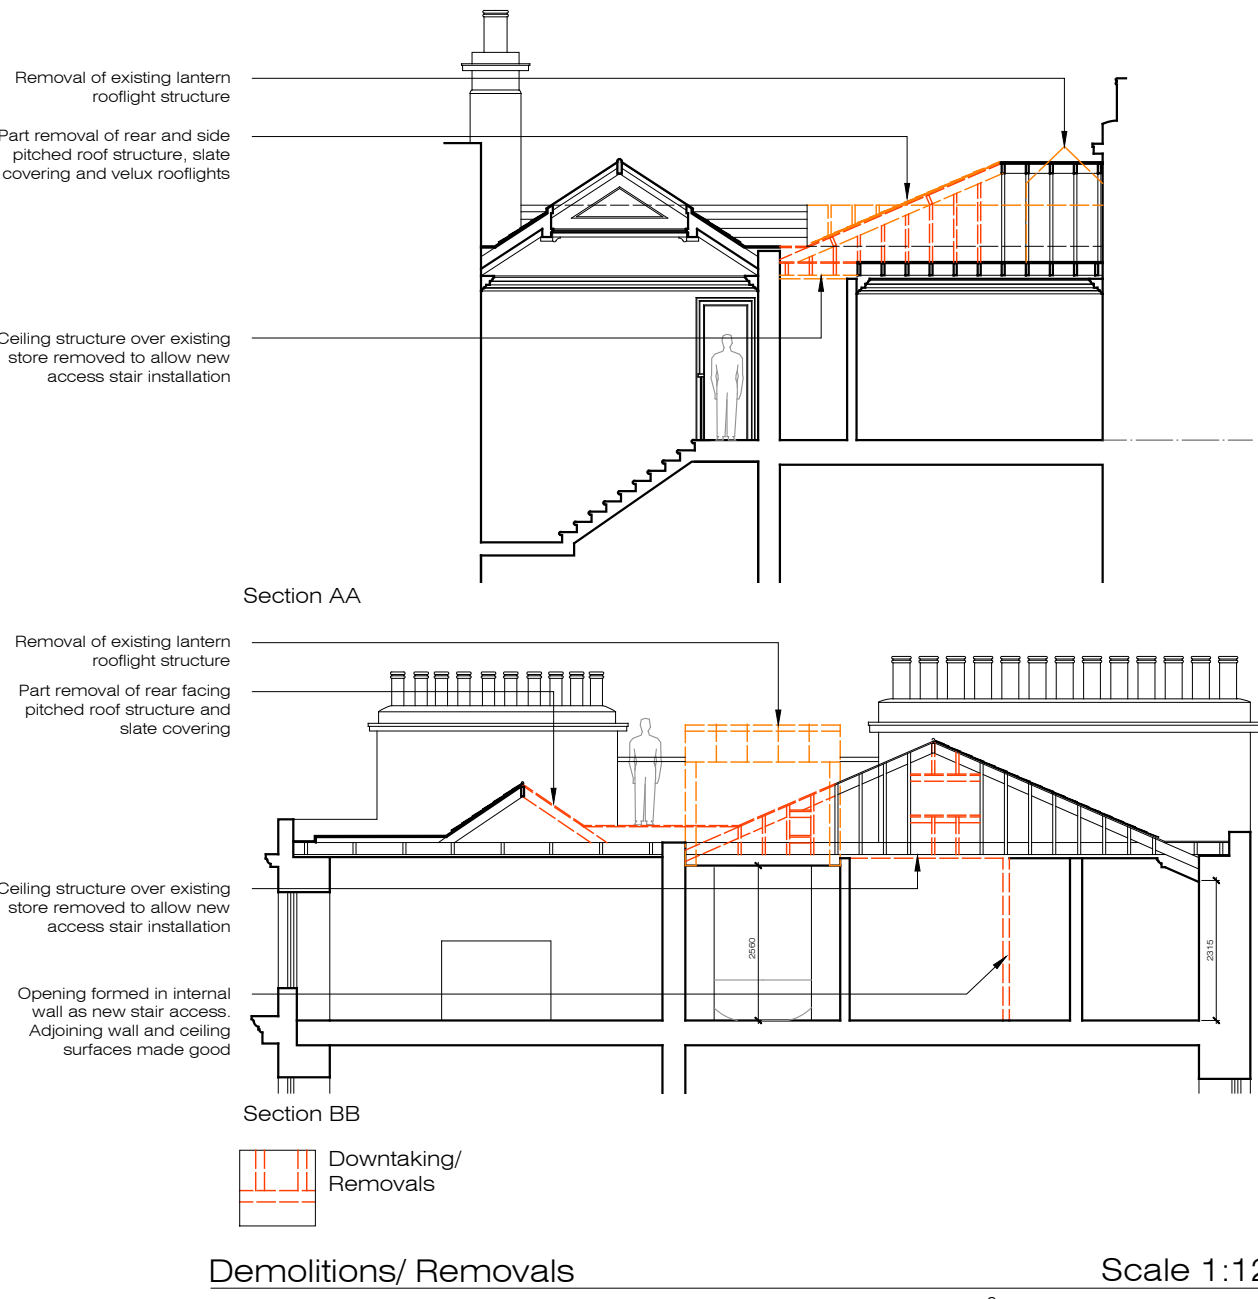 Removal of existing lantern
rooflight structure
Part removal of rear and side
pitched roof structure, slate
covering and velux rooflights
Ceiling structure over existing
store removed to allow new
access stair installation
Section AA
Removal of existing lantern
rooflight structure
Part removal of rear facing
pitched roof structure and
slate covering
Ceiling structure over existing
store removed to allow new
access stair installation
2560
2315
Opening formed in internal
wall as new stair access.
Adjoining wall and ceiling
surfaces made good
Section BB
Downtaking/
Removals
Demolitions/ Removals
Scale 1:12